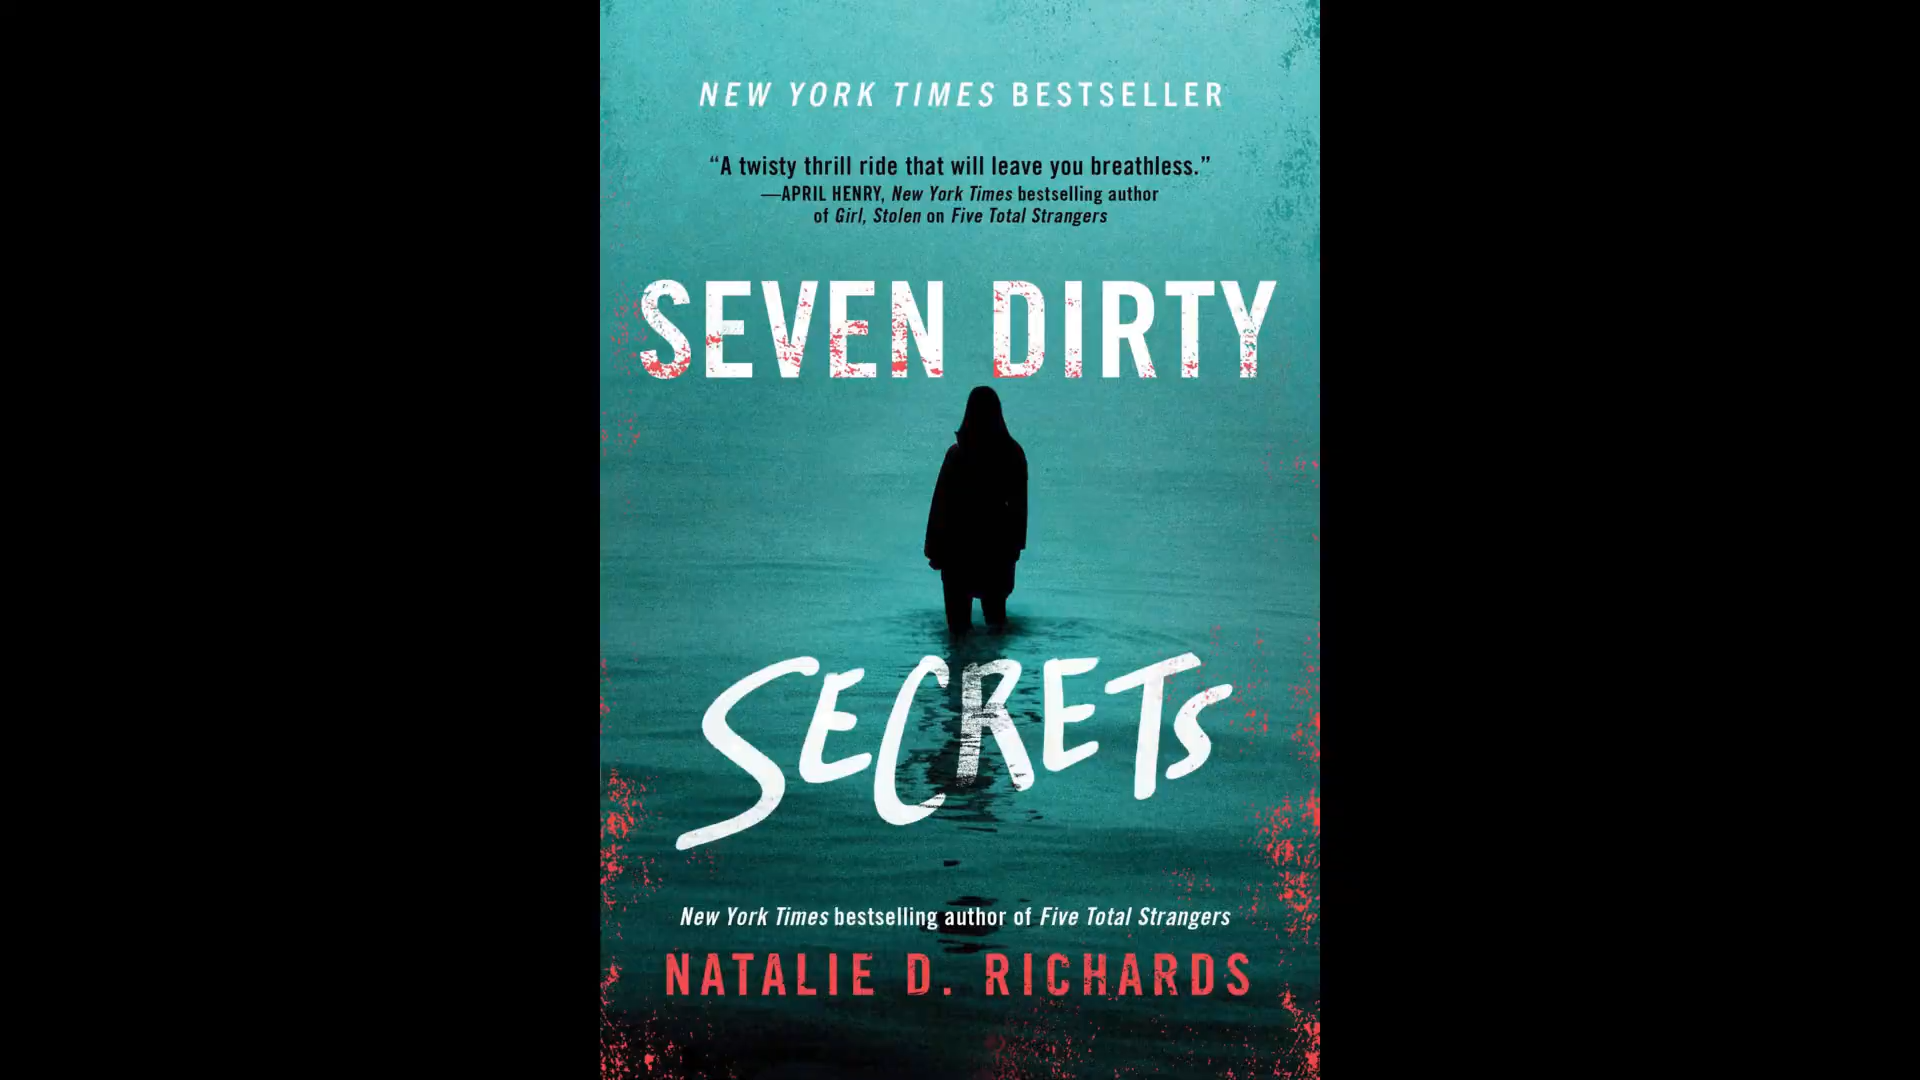 NEW YORK TIMES BESTSELLER
“A twisty thrill ride that will leave you breathless.”
—APRIL HENRY, New York Times bestselling author
of Girl, Stolen on Five Total Strangers
SEVEN DIRTY
SECRETS
New York Times bestselling author of Five Total Strangers
NATALIE D. RICHARDS